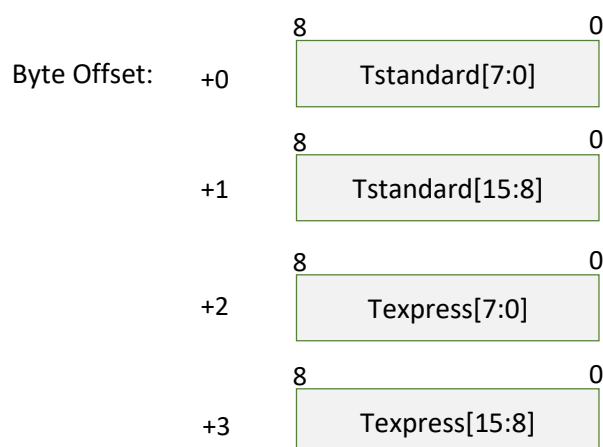 8 0
Byte Offset: +0 Tstandard[7:0]
8 0
+1 Tstandard[15:8]
8 0
+2 Texpress[7:0]
8 0
+3 Texpress[15:8]